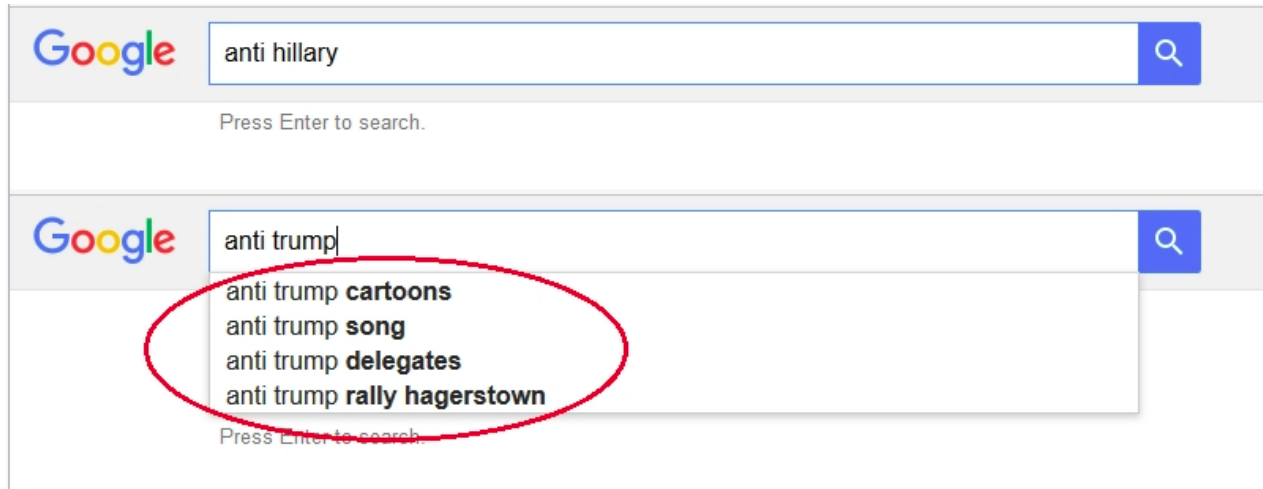 Google anti hillary
Press Enter to search.
Google anti trump
anti trump cartoons
anti trump song
anti trump delegates
anti trump rally hagerstown
Press Enter to search.